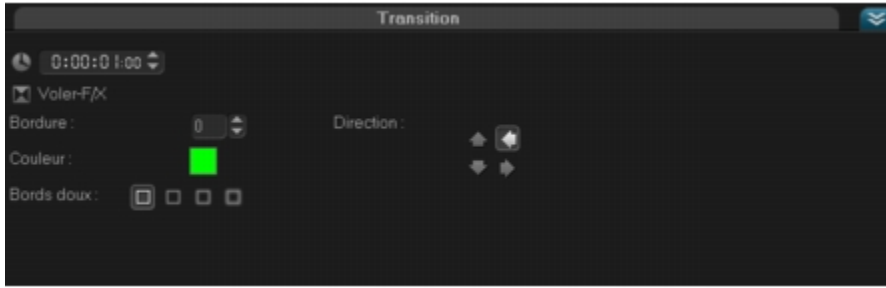 Transition
0:00:01:00
Voler-F/X
Bordure :
0
Direction :
Couleur :
Bords doux :